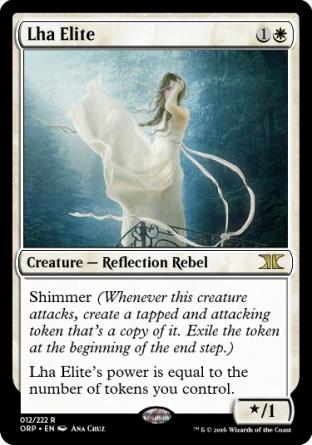 Lha Elite 1
Creature — Reflection Rebel
Shimmer (Whenever this creature
attacks, create a tapped and attacking
token that's a copy of it. Exile the token
at the beginning of the end step.)
Lha Elite's power is equal to the
number of tokens you control.
★/1
012/222 R
ORP • EN Ana Cruz
™ & © 2016 Wizards of the Coast